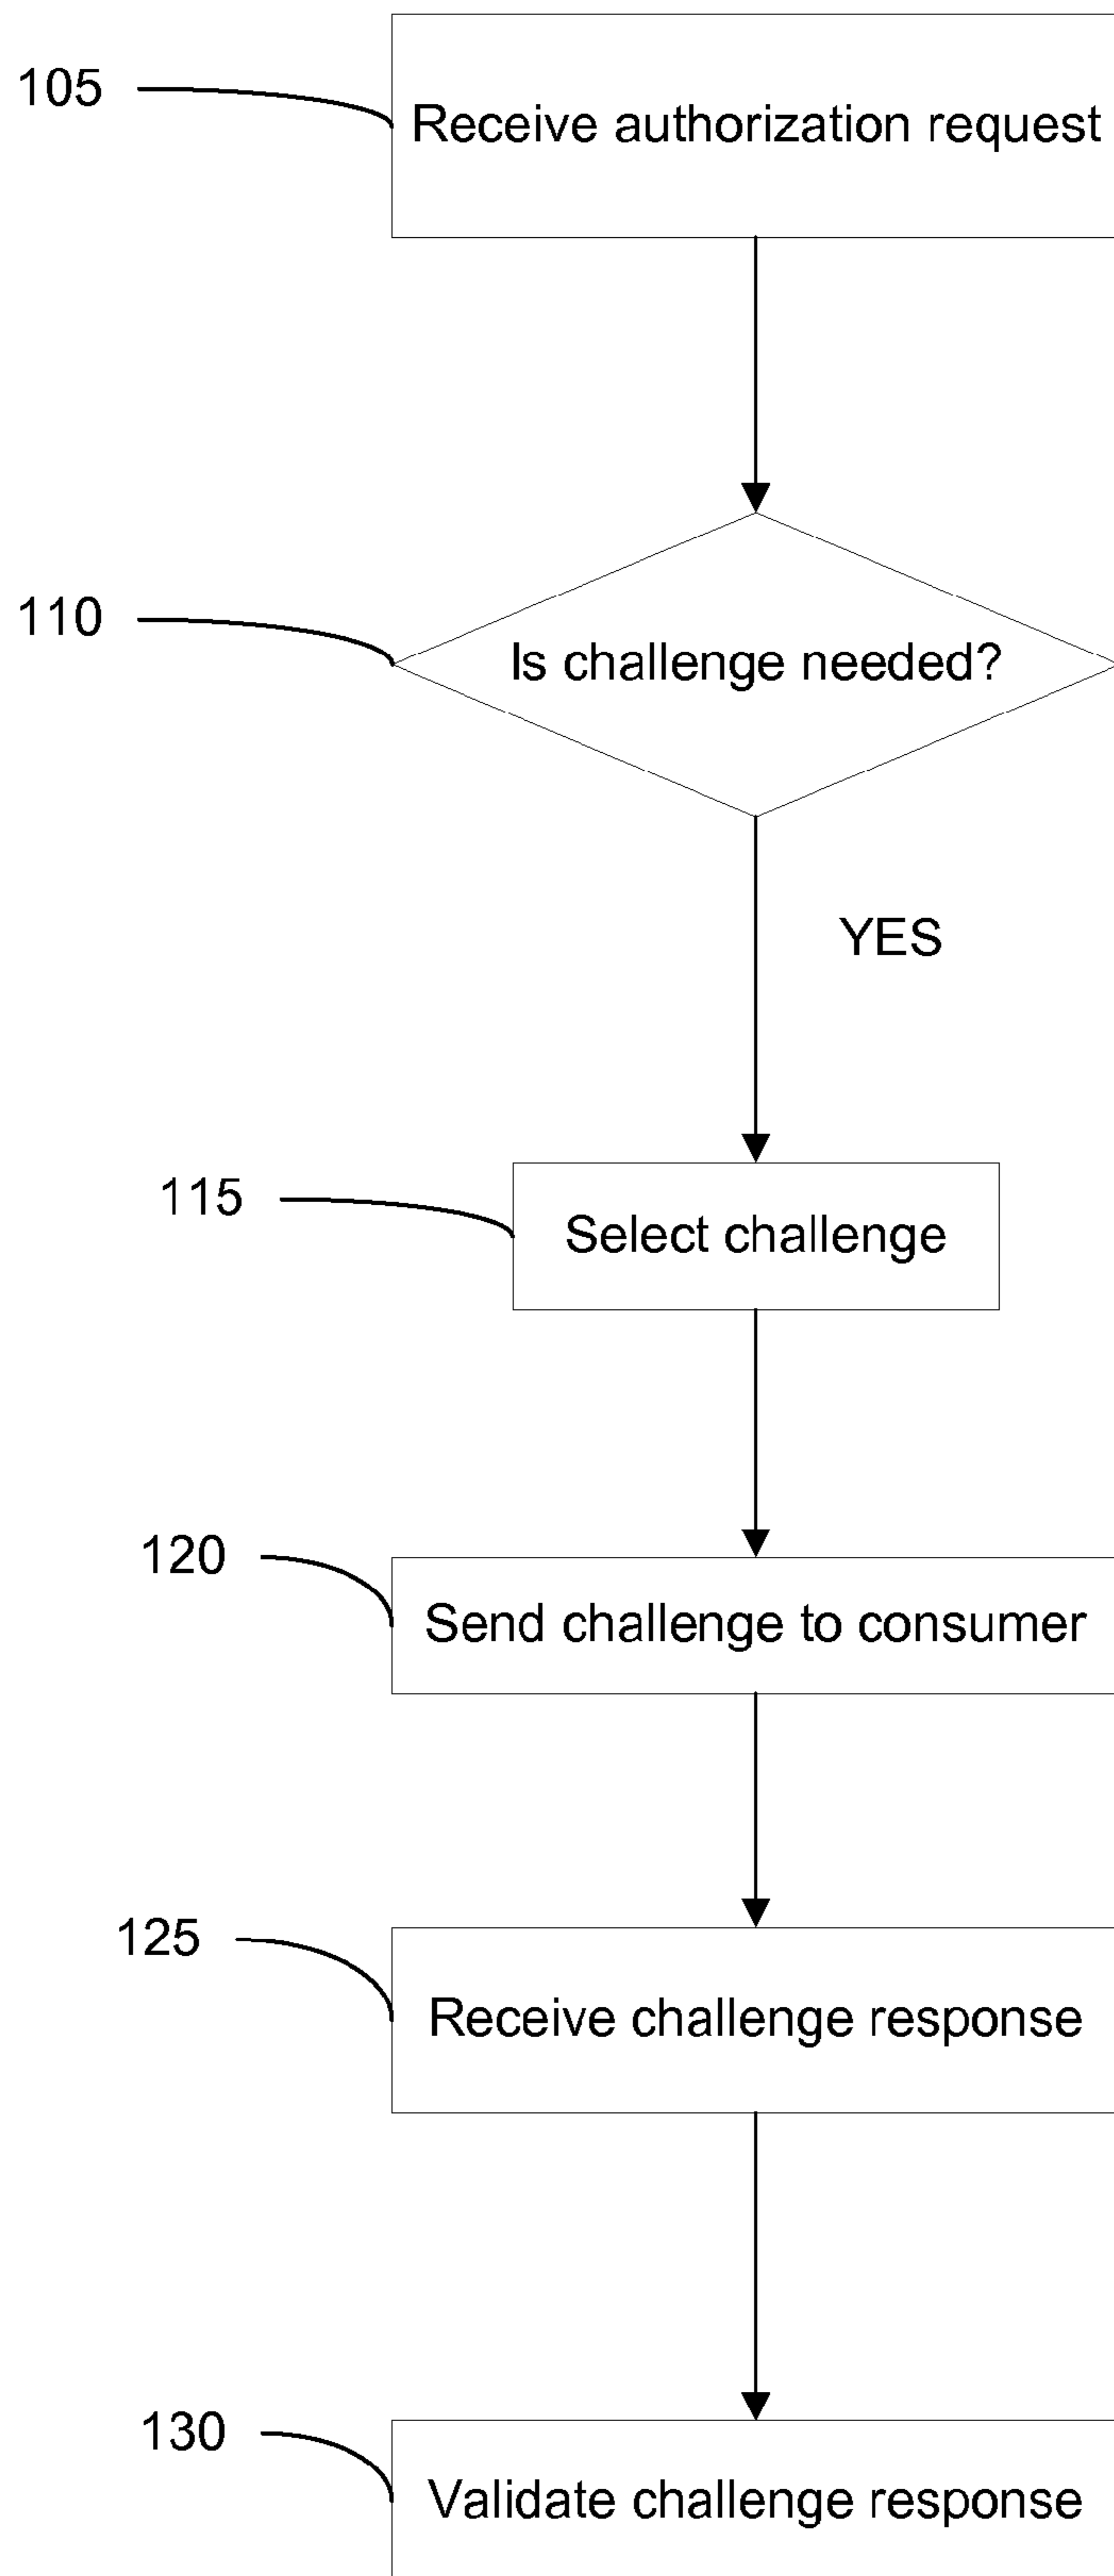 105
Receive authorization request
110
Is challenge needed?
YES
115
Select challenge
120
Send challenge to consumer
125
Receive challenge response
130
Validate challenge response